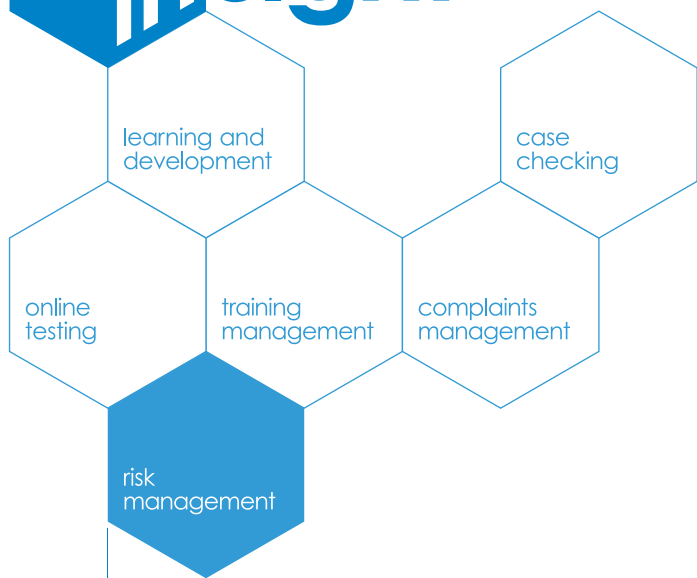 learning and
development
case
checking
online
testing
training
management
complaints
management
risk
management